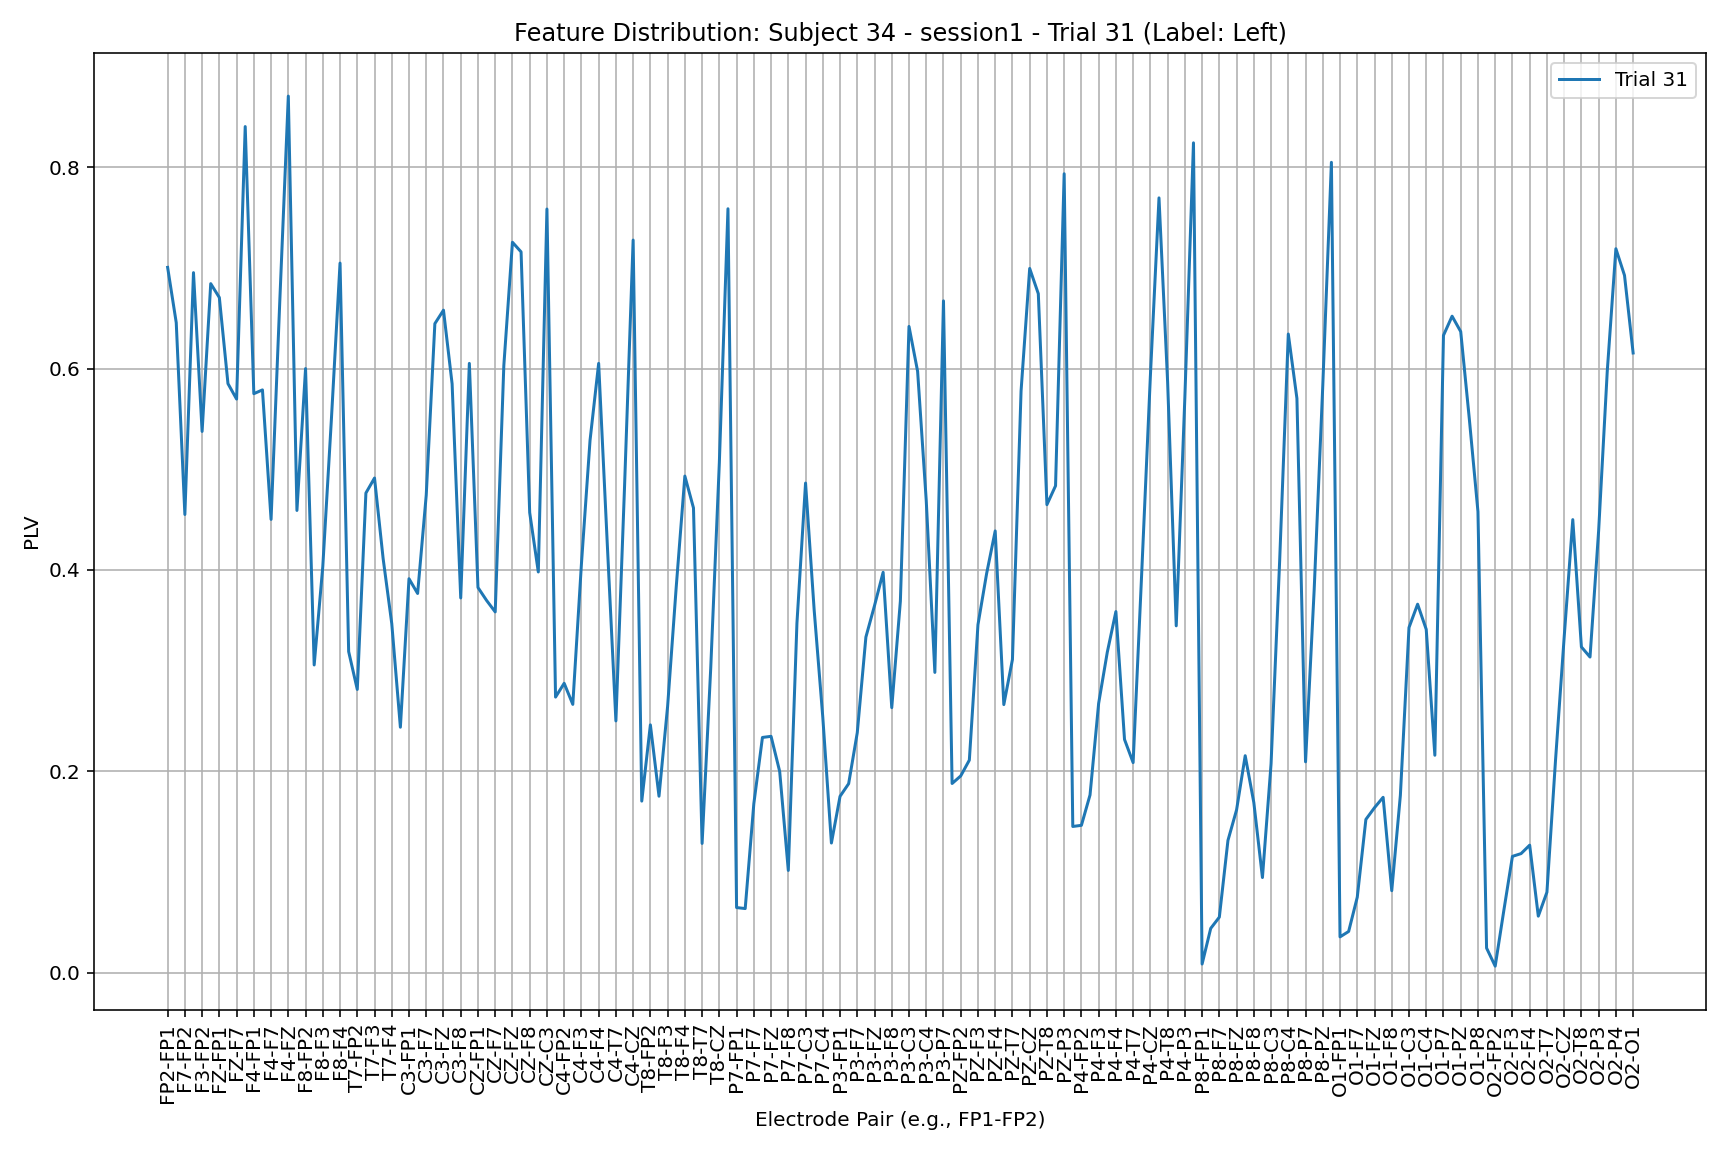 Feature Distribution: Subject 34 - session1 - Trial 31 (Label: Left)
Trial 31
PLV
0.8
0.6
0.4
0.2
0.0
FP2-FP1
F7-FP2
F3-FP2
FZ-FP1
FZ-F7
F4-FP1
F4-F7
F4-FZ
F8-FP2
F8-F3
F8-F4
T7-FP2
T7-F3
T7-F4
C3-FP1
C3-F7
C3-FZ
C3-F8
CZ-FP1
CZ-F7
CZ-FZ
CZ-F8
CZ-C3
C4-FP2
C4-F3
C4-F4
C4-T7
C4-CZ
T8-FP2
T8-F3
T8-F4
T8-T7
T8-CZ
P7-FP1
P7-F7
P7-FZ
P7-F8
P7-C3
P7-C4
P3-FP1
P3-F7
P3-FZ
P3-F8
P3-C3
P3-C4
P3-P7
PZ-FP2
PZ-F3
PZ-F4
PZ-T7
PZ-CZ
PZ-T8
PZ-P3
P4-FP2
P4-F3
P4-F4
P4-T7
P4-CZ
P4-T8
P4-P3
P8-FP1
P8-F7
P8-FZ
P8-F8
P8-C3
P8-C4
P8-P7
P8-PZ
O1-FP1
O1-F7
O1-FZ
O1-F8
O1-C3
O1-C4
O1-P7
O1-PZ
O1-P8
O2-FP2
O2-F3
O2-F4
O2-T7
O2-CZ
O2-T8
O2-P3
O2-P4
O2-O1
Electrode Pair (e.g., FP1-FP2)